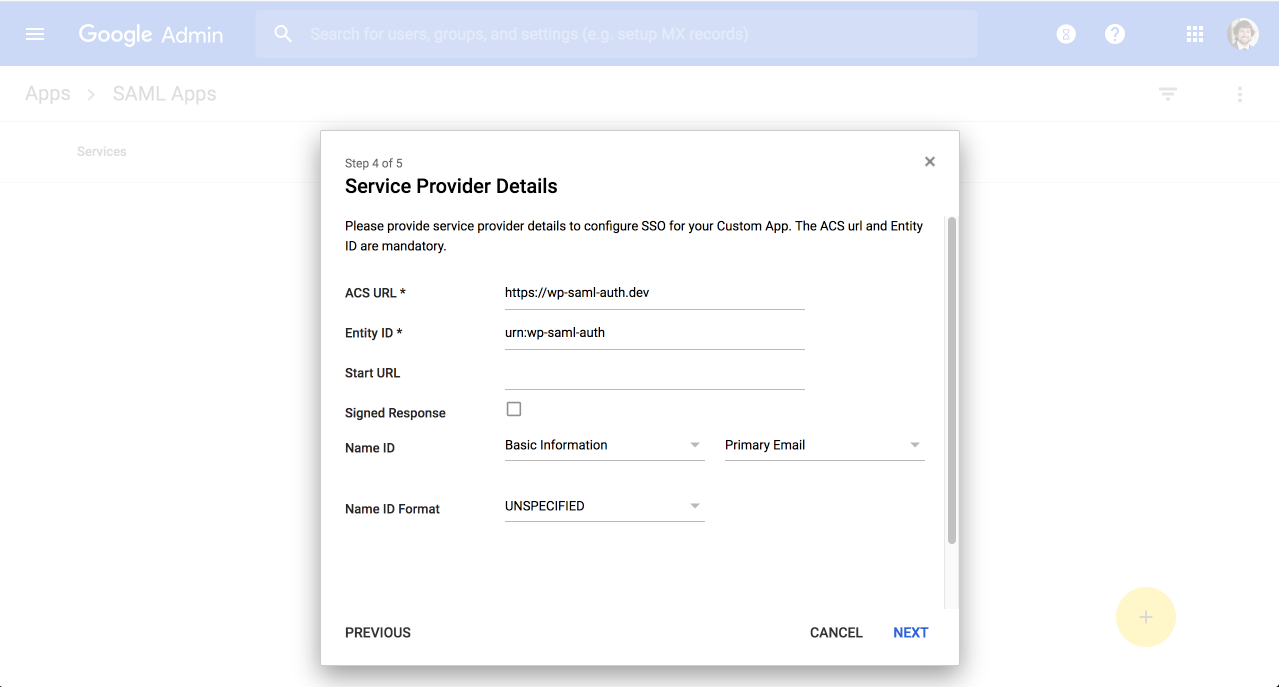 Google Admin
Search for users, groups, and settings (e.g. setup MX records)
8
?
Apps > SAML Apps
Services
Step 4 of 5
×
Service Provider Details
Please provide service provider details to configure SSO for your Custom App. The ACS url and Entity
ID are mandatory.
ACS URL * https://wp-saml-auth.dev
Entity ID * urn:wp-saml-auth
Start URL
Signed Response
Name ID Basic Information Primary Email
Name ID Format UNSPECIFIED
+
PREVIOUS CANCEL NEXT